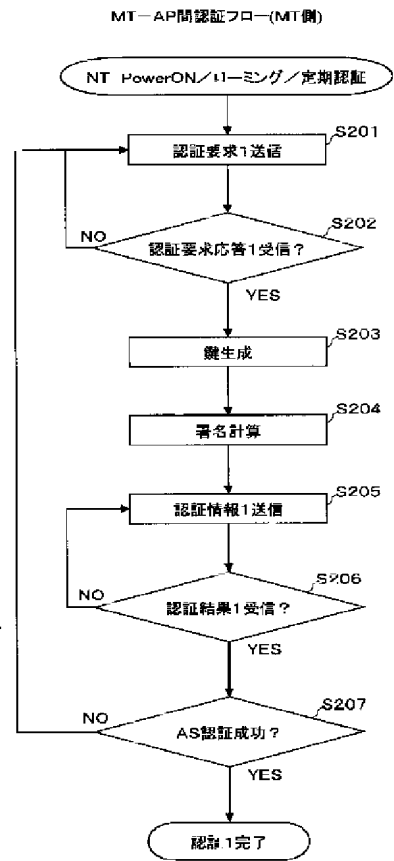 MT－AP間認証フロー(MT側)
NT PowerON／ローミング／定期認証
S201
認証要求1送信
S202
NO
認証要求応答1受信？
YES
S203
鍵生成
S204
署名計算
S205
認証情報1送信
S206
NO
認証結果1受信？
YES
S207
NO
AS認証成功？
YES
認証1完了